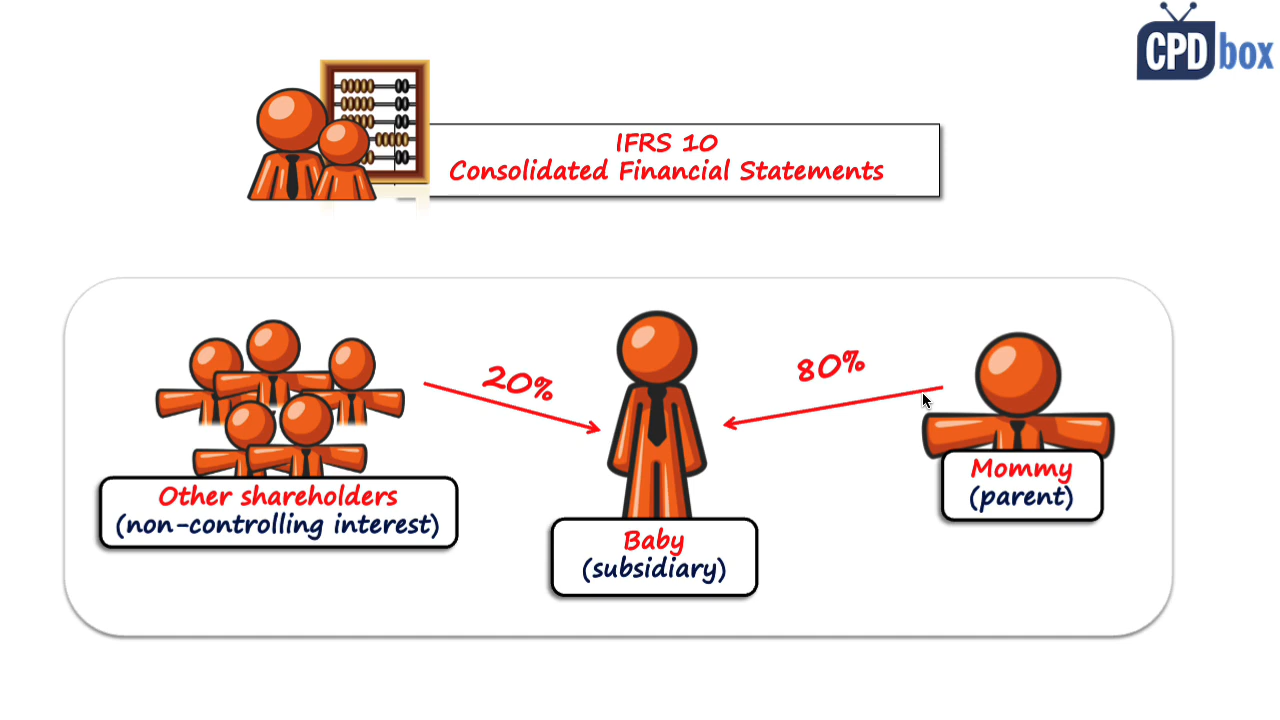 CPD box
IFRS 10
Consolidated Financial Statements
20%
80%
Other shareholders
(non-controlling interest)
Baby
(subsidiary)
Mommy
(parent)